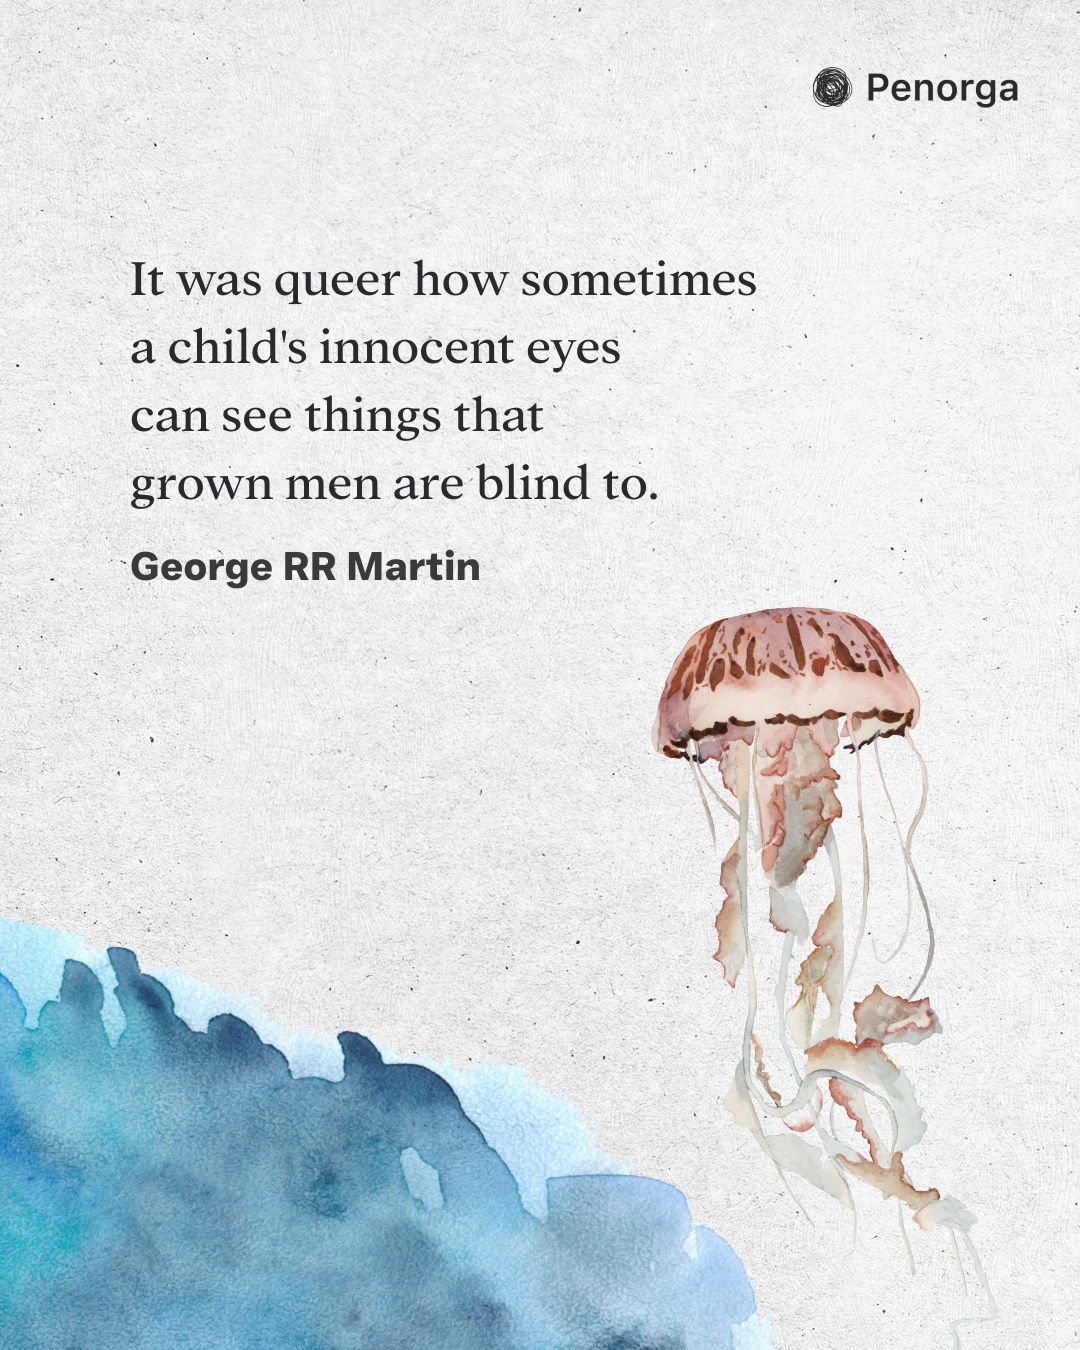 Penorga
It was queer how sometimes
a child's innocent eyes
can see things that
grown men are blind to.
George RR Martin